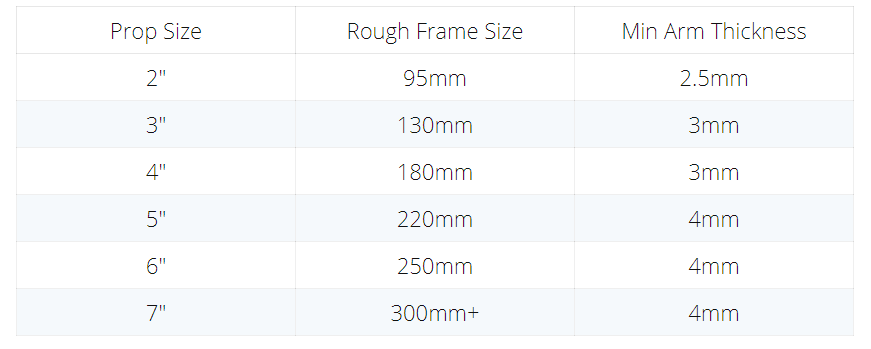 Prop Size Rough Frame Size Min Arm Thickness
2" 95mm 2.5mm
3" 130mm 3mm
4" 180mm 3mm
5" 220mm 4mm
6" 250mm 4mm
7" 300mm+ 4mm